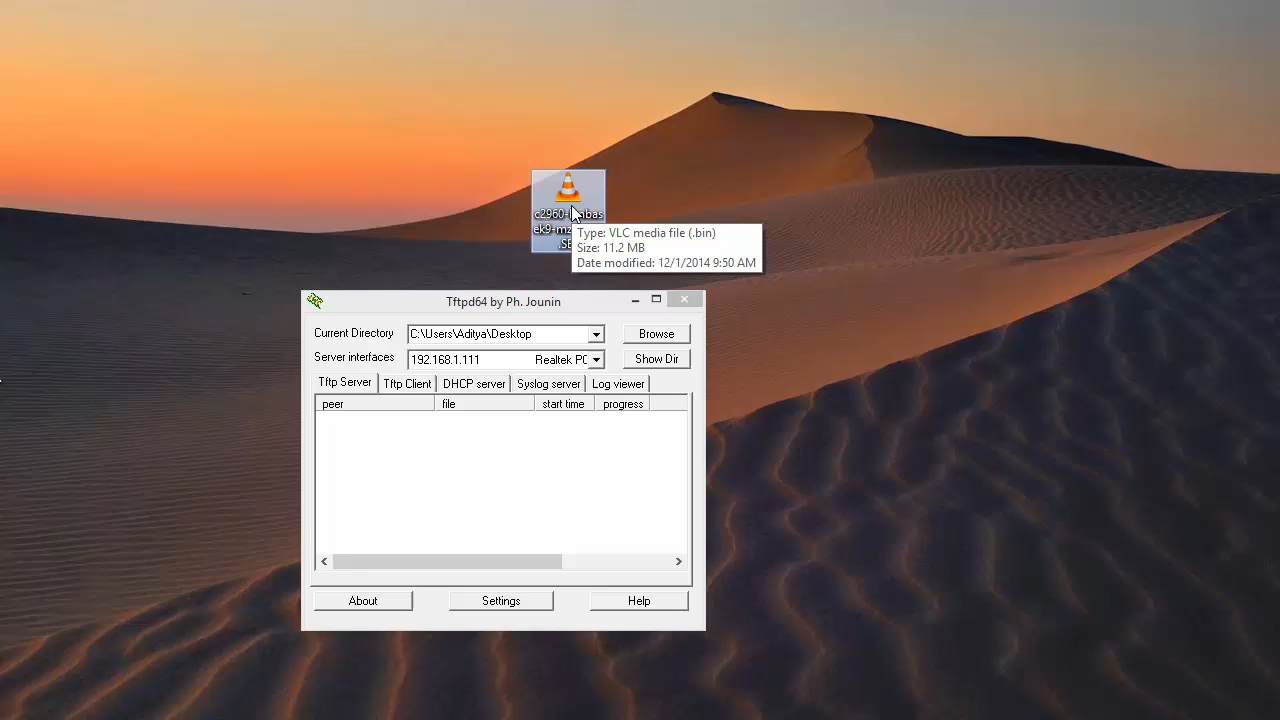 c2960-
bas
ek9-mz
.SE
Type: VLC media file (.bin)
Size: 11.2 MB
Date modified: 12/1/2014 9:50 AM
Tftpd64 by Ph. Jounin
Current Directory C:\Users\Aditya\Desktop Browse
Server interfaces 192.168.1.111 Realtek PC Show Dir
Tftp Server Tftp Client DHCP server Syslog server Log viewer
peer file start time progress
About Settings Help